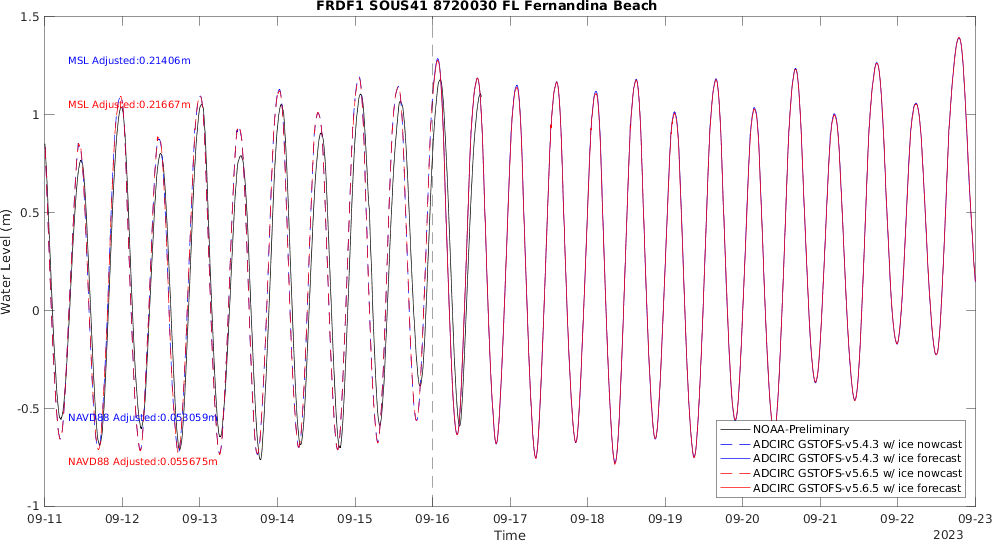 FRDF1 SOUS41 8720030 FL Fernandina Beach
1.5
1
0.5
0
-0.5
-1
Water Level (m)
MSL Adjusted:0.21406m
MSL Adjusted:0.21667m
NAVD88 Adjusted:0.053059m
NAVD88 Adjusted:0.055675m
NOAA-Preliminary
ADCIRC GSTOFS-v5.4.3 w/ ice nowcast
ADCIRC GSTOFS-v5.4.3 w/ ice forecast
ADCIRC GSTOFS-v5.6.5 w/ ice nowcast
ADCIRC GSTOFS-v5.6.5 w/ ice forecast
09-11 09-12 09-13 09-14 09-15 09-16 09-17 09-18 09-19 09-20 09-21 09-22 09-23
Time
2023